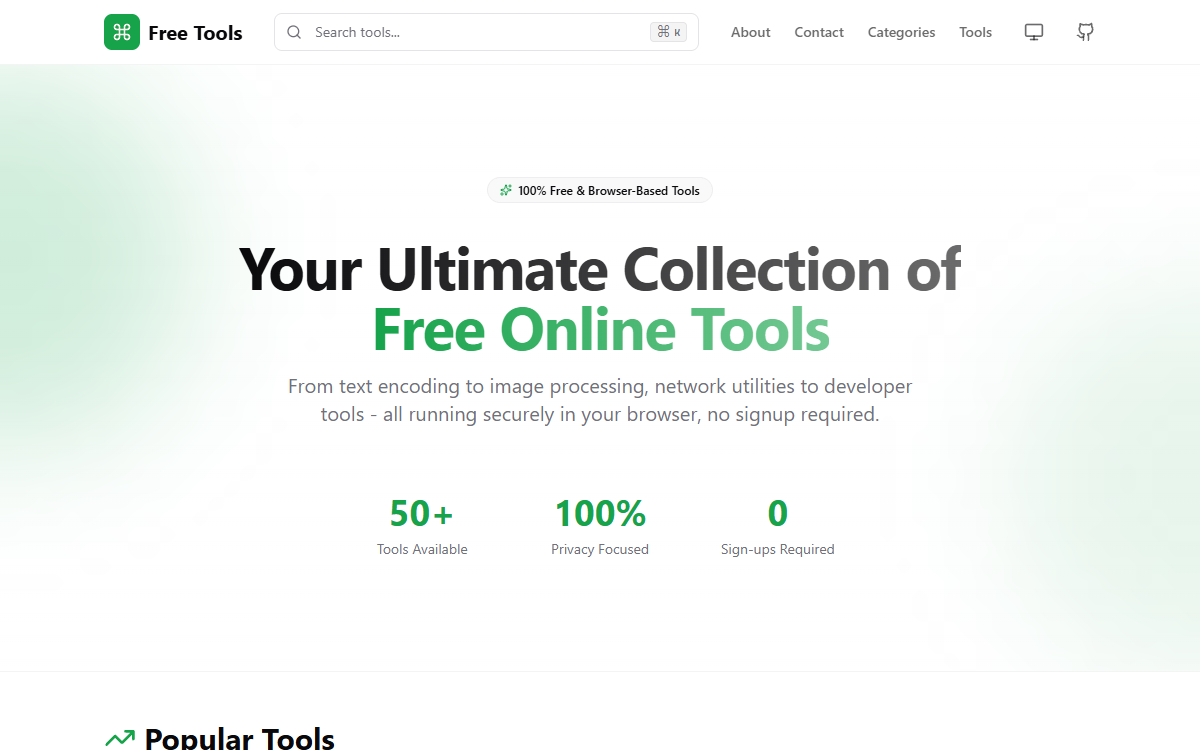 Free Tools
Search tools...
⌘ K
About
Contact
Categories
Tools
100% Free & Browser-Based Tools
Your Ultimate Collection of
Free Online Tools
From text encoding to image processing, network utilities to developer
tools - all running securely in your browser, no signup required.
50+
Tools Available
100%
Privacy Focused
0
Sign-ups Required
Popular Tools